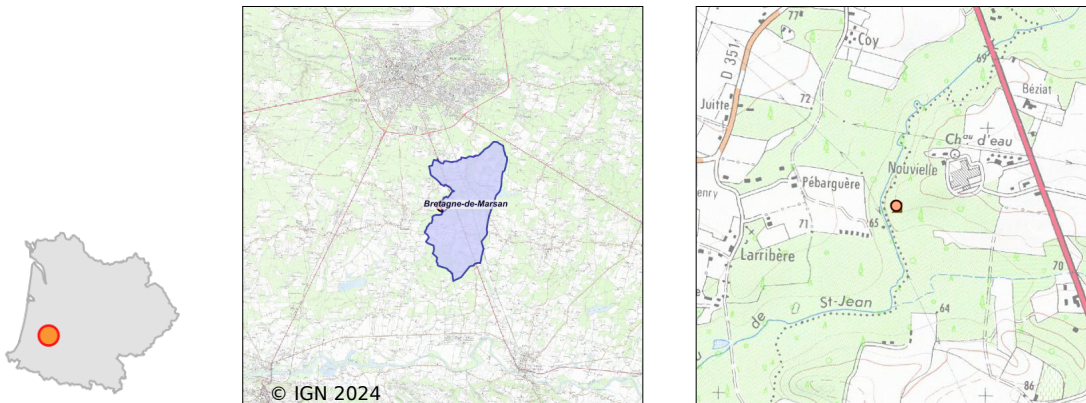 Bretagne-de-Marsan
© IGN 2024
77
Coy
D 351
69
Juitte
72
Béziat
Chau d'eau
Nouvielle
Pébarguère
enry
65
71
Larribère
70
St-Jean
de
64
86